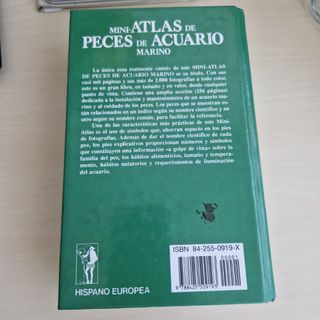 MINI-ATLAS DE
PECES DE ACUARIO
MARINO
La única cosa realmente «mini» de este MINI-ATLAS
DE PECES DE ACUARIO MARINO es su título. Con sus
casi mil páginas y sus más de 2.000 fotografías a todo color,
este es un gran libro, en tamaño y en valor, desde cualquier
punto de vista. Contiene una amplia sección (256 páginas)
dedicada a la instalación y mantenimiento de un acuario ma-
rino y al cuidado de los peces. Los peces que se muestran es-
tán relacionados en un índice según su nombre científico y en
otro según su nombre común, para facilitar la referencia.
Una de las características más prácticas de este Mini-
Atlas es el uso de símbolos que, ahorran espacio en los pies
de fotografías. Además de dar el nombre científico de cada
pez, los pies explicativos proporcionan números y símbolos
que constituyen una información «a golpe de vista» sobre la
familia del pez, los hábitos alimenticios, tamaño y tempera-
mento, hábitos natatorios y requerimientos de iluminación
del acuario.
ISBN 84-255-0919-X
00001
9 788425 509193
HISPANO EUROPEA